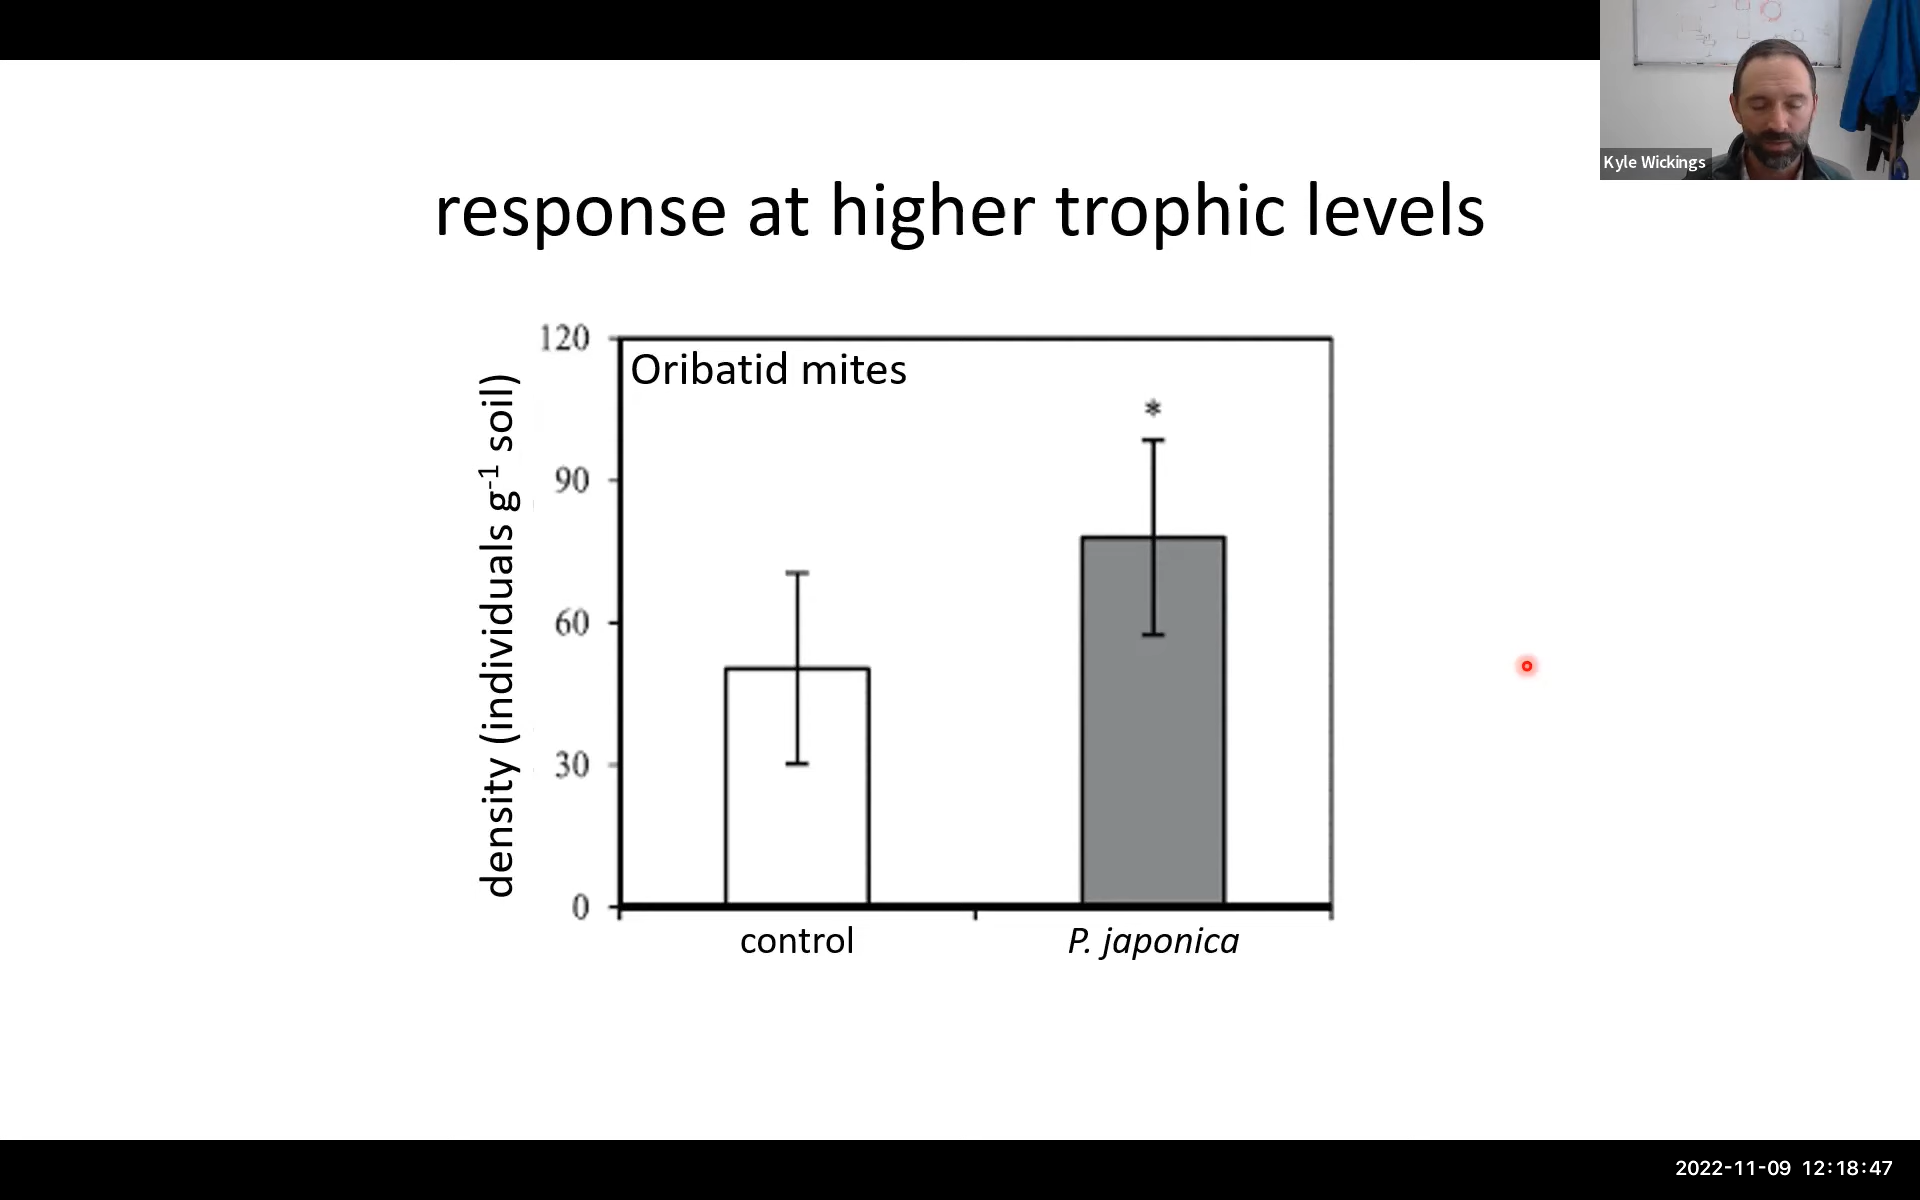 Kyle Wickings
response at higher trophic levels
120
Oribatid mites
*
90
60
30
0
density (individuals g⁻¹ soil)
control
P. japonica
2022-11-09 12:18:47